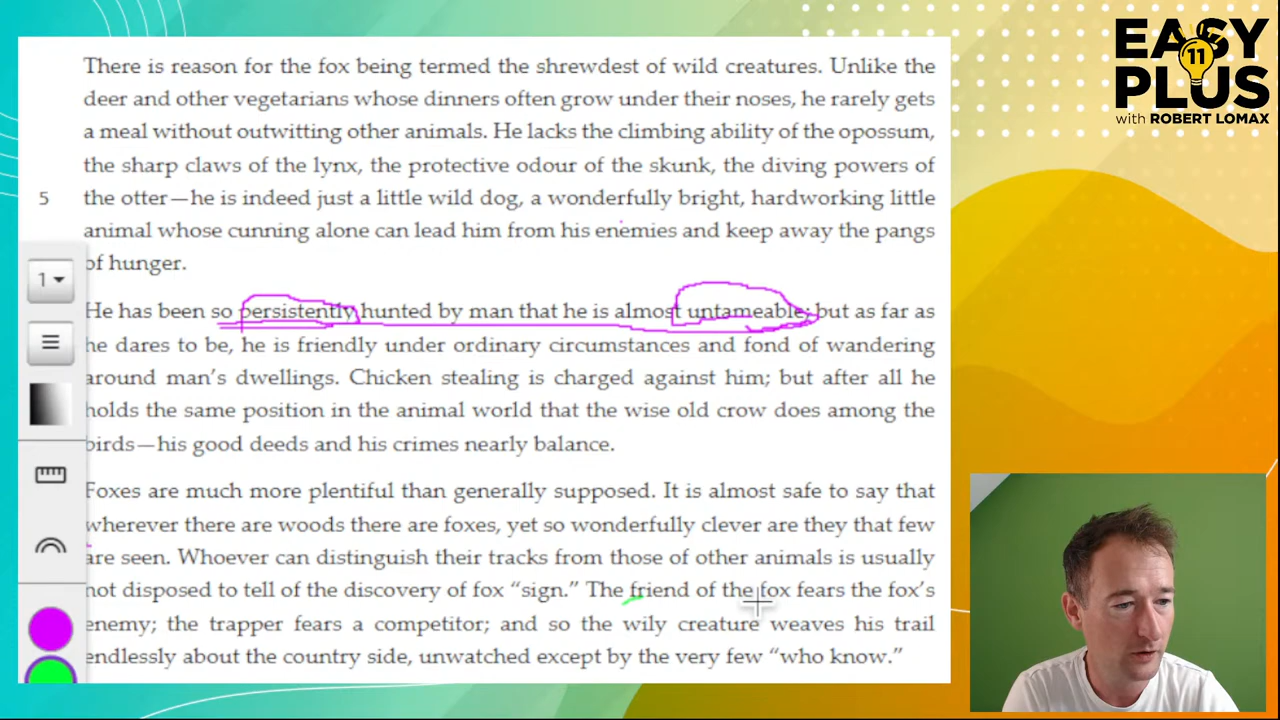 EASY
11
PLUS
with ROBERT LOMAX
There is reason for the fox being termed the shrewdest of wild creatures. Unlike the
deer and other vegetarians whose dinners often grow under their noses, he rarely gets
a meal without outwitting other animals. He lacks the climbing ability of the opossum,
the sharp claws of the lynx, the protective odour of the skunk, the diving powers of
5 the otter—he is indeed just a little wild dog, a wonderfully bright, hardworking little
animal whose cunning alone can lead him from his enemies and keep away the pangs
of hunger.
1
He has been so persistently hunted by man that he is almost untameable; but as far as
he dares to be, he is friendly under ordinary circumstances and fond of wandering
around man's dwellings. Chicken stealing is charged against him; but after all he
holds the same position in the animal world that the wise old crow does among the
birds—his good deeds and his crimes nearly balance.
Foxes are much more plentiful than generally supposed. It is almost safe to say that
wherever there are woods there are foxes, yet so wonderfully clever are they that few
are seen. Whoever can distinguish their tracks from those of other animals is usually
not disposed to tell of the discovery of fox “sign.” The friend of the fox fears the fox's
enemy; the trapper fears a competitor; and so the wily creature weaves his trail
endlessly about the country side, unwatched except by the very few “who know.”